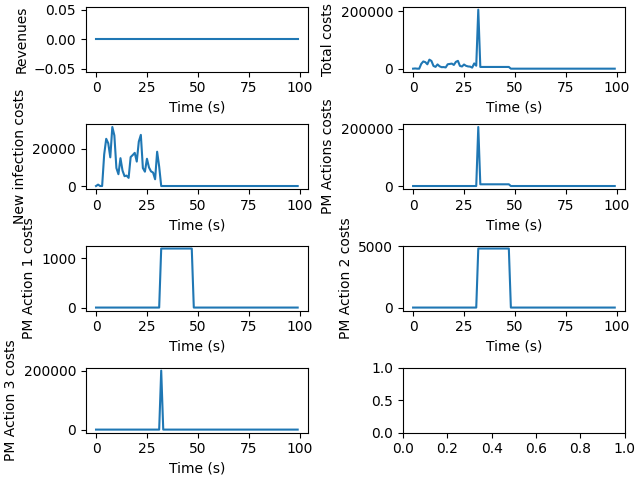 Revenues
0.05
0.00
−0.05
0 25 50 75 100
Time (s)
Total costs
200000
0
0 25 50 75 100
Time (s)
New infection costs
20000
0
0 25 50 75 100
Time (s)
PM Actions costs
200000
0
0 25 50 75 100
Time (s)
PM Action 1 costs
1000
0
0 25 50 75 100
Time (s)
PM Action 2 costs
5000
0
0 25 50 75 100
Time (s)
PM Action 3 costs
200000
0
0 25 50 75 100
Time (s)
1.0
0.5
0.0
0.0 0.2 0.4 0.6 0.8 1.0